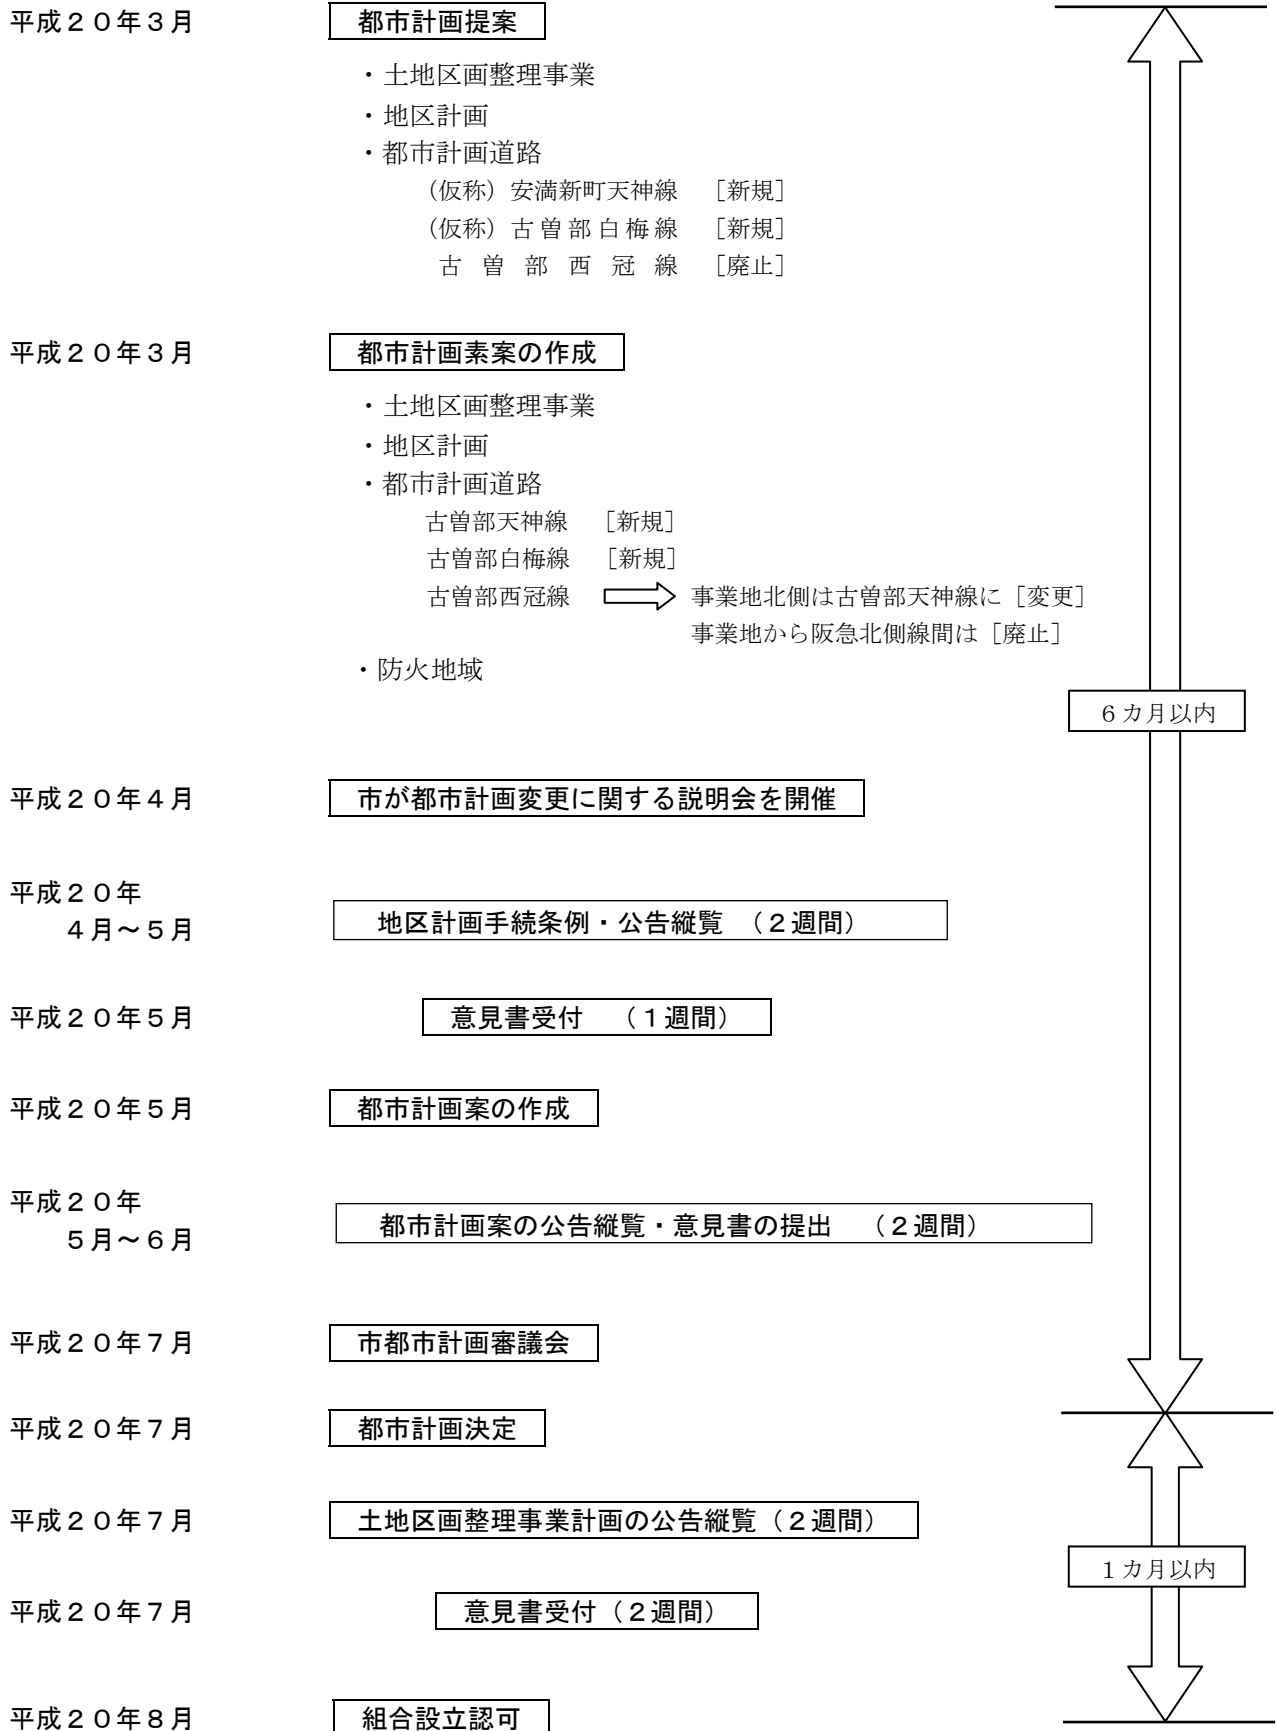 平成２０年３月　都市計画提案
・土地区画整理事業
・地区計画
・都市計画道路
（仮称）安満新町天神線　［新規］
（仮称）古曽部白梅線　［新規］
古曽部西冠線　［廃止］
平成２０年３月　都市計画素案の作成
・土地区画整理事業
・地区計画
・都市計画道路
古曽部天神線　［新規］
古曽部白梅線　［新規］
古曽部西冠線　事業地北側は古曽部天神線に［変更］
事業地から阪急北側線間は［廃止］
・防火地域
６カ月以内
平成２０年４月　市が都市計画変更に関する説明会を開催
平成２０年
４月～５月　地区計画手続条例・公告縦覧　（２週間）
平成２０年５月　意見書受付　（１週間）
平成２０年５月　都市計画案の作成
平成２０年
５月～６月　都市計画案の公告縦覧・意見書の提出　（２週間）
平成２０年７月　市都市計画審議会
平成２０年７月　都市計画決定
平成２０年７月　土地区画整理事業計画の公告縦覧（２週間）
１カ月以内
平成２０年７月　意見書受付（２週間）
平成２０年８月　組合設立認可